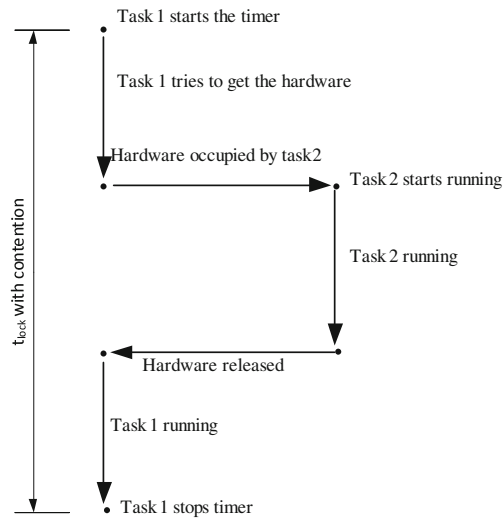 Task 1 starts the timer
Task 1 tries to get the hardware
Hardware occupied by task2
Task 2 starts running
Task 2 running
t_lock with contention
Hardware released
Task 1 running
Task 1 stops timer